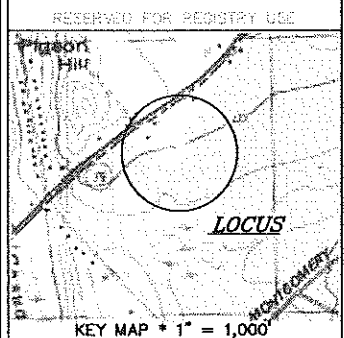 RESERVED FOR REGISTRY USE
Pigeon
Hill
LOCUS
MONTGOMERY
KEY MAP * 1" = 1,000'